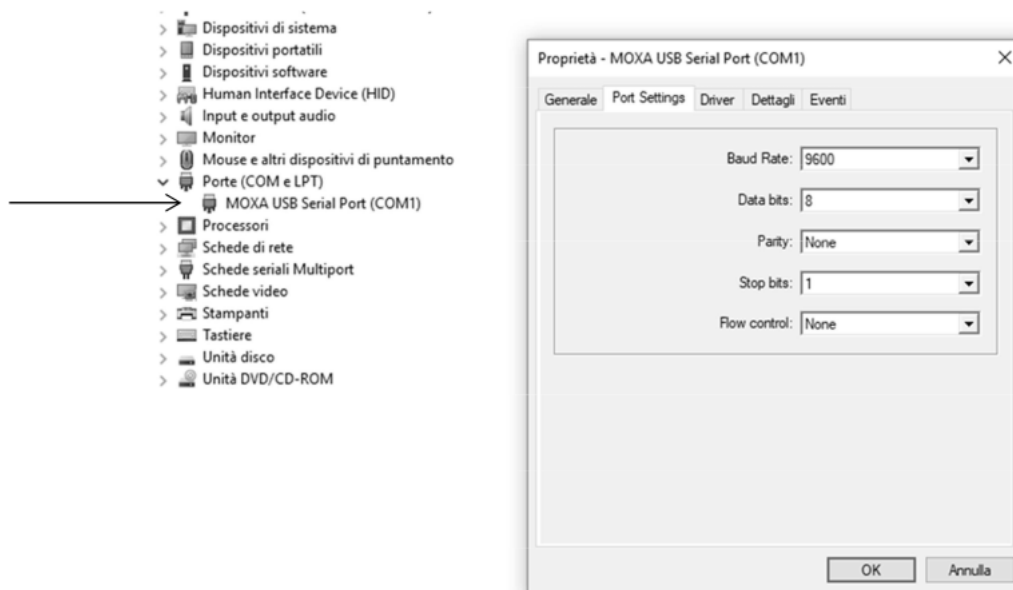 Dispositivi di sistema
Dispositivi portatili
Dispositivi software
Human Interface Device (HID)
Input e output audio
Monitor
Mouse e altri dispositivi di puntamento
Porte (COM e LPT)
MOXA USB Serial Port (COM1)
Processori
Schede di rete
Schede seriali Multiport
Schede video
Stampanti
Tastiere
Unità disco
Unità DVD/CD-ROM
Proprietà - MOXA USB Serial Port (COM1)
Generale Port Settings Driver Dettagli Eventi
Baud Rate: 9600
Data bits: 8
Parity: None
Stop bits: 1
Flow control: None
OK Annulla